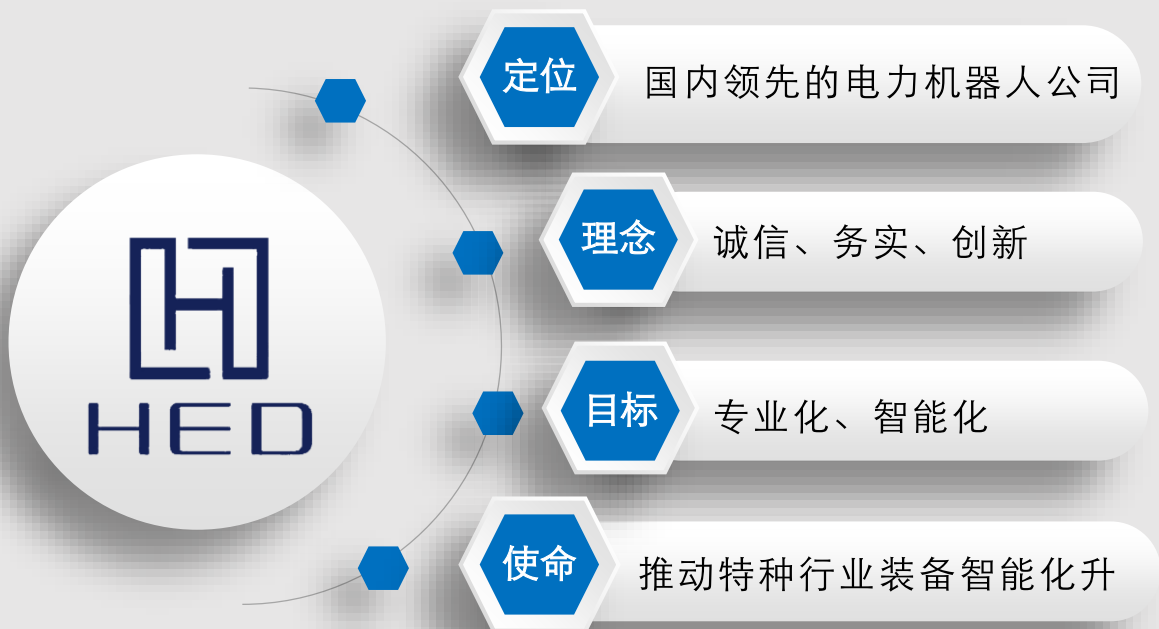 定位
国内领先的电力机器人公司
理念
诚信、务实、创新
HED
目标
专业化、智能化
使命
推动特种行业装备智能化升